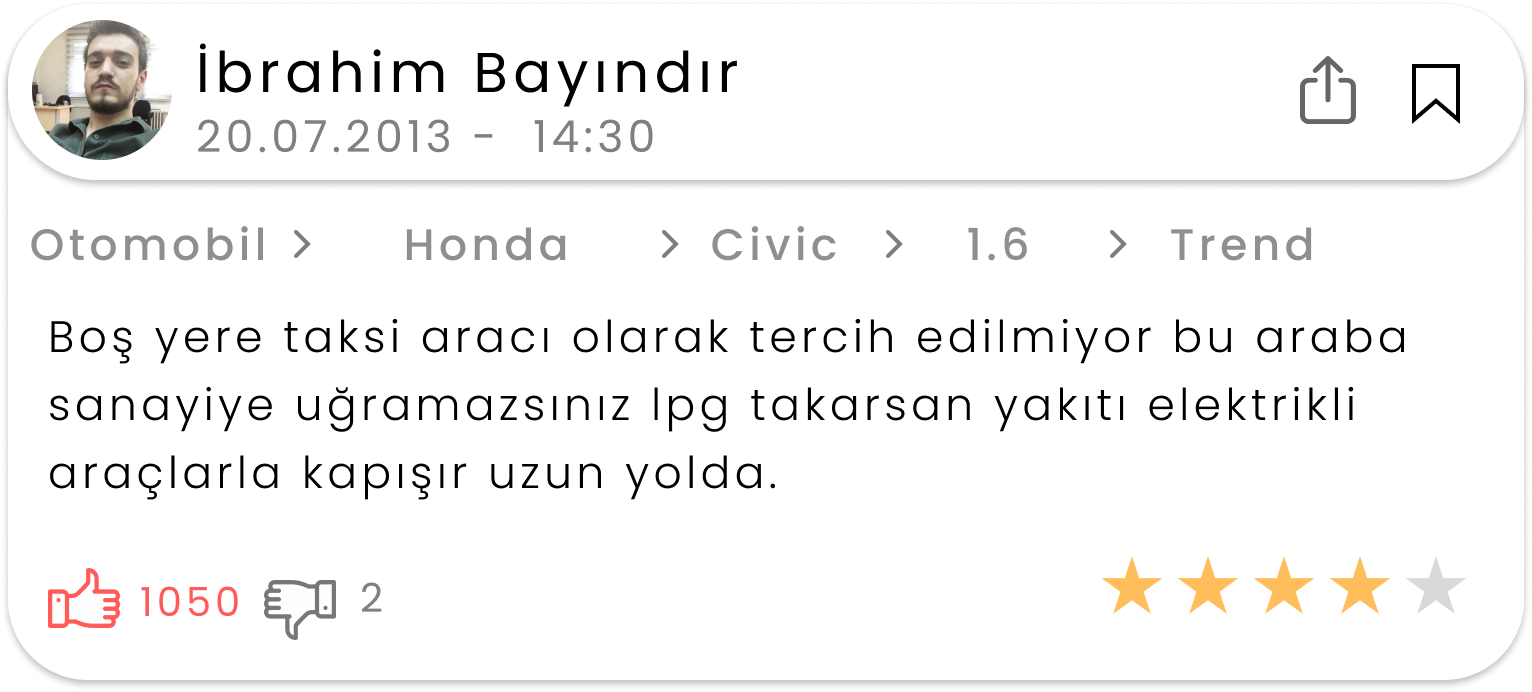 İbrahim Bayındır
20.07.2013 - 14:30
Otomobil > Honda > Civic > 1.6 > Trend
Boş yere taksi aracı olarak tercih edilmiyor bu araba
sanayiye uğramazsınız lpg takarsan yakıtı elektrikli
araçlarla kapışır uzun yolda.
1050 2